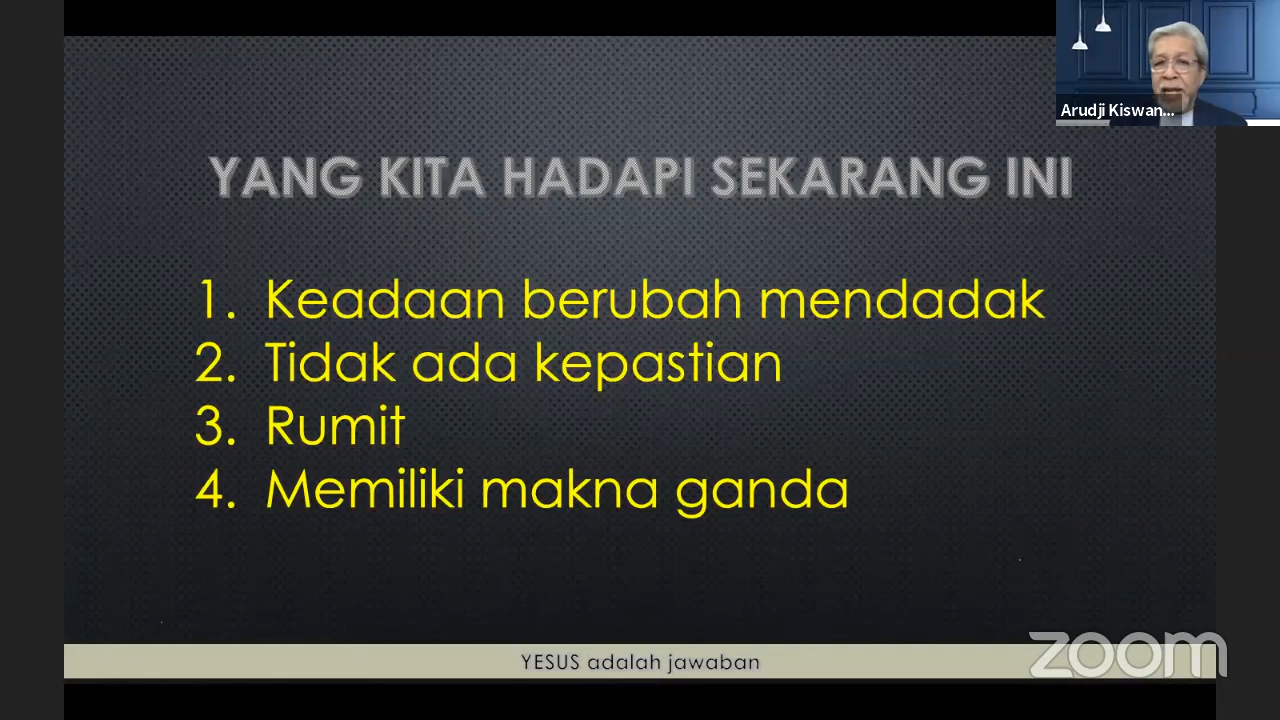 Arudji Kiswan...
YANG KITA HADAPI SEKARANG INI
1. Keadaan berubah mendadak
2. Tidak ada kepastian
3. Rumit
4. Memiliki makna ganda
YESUS adalah jawaban
zoom